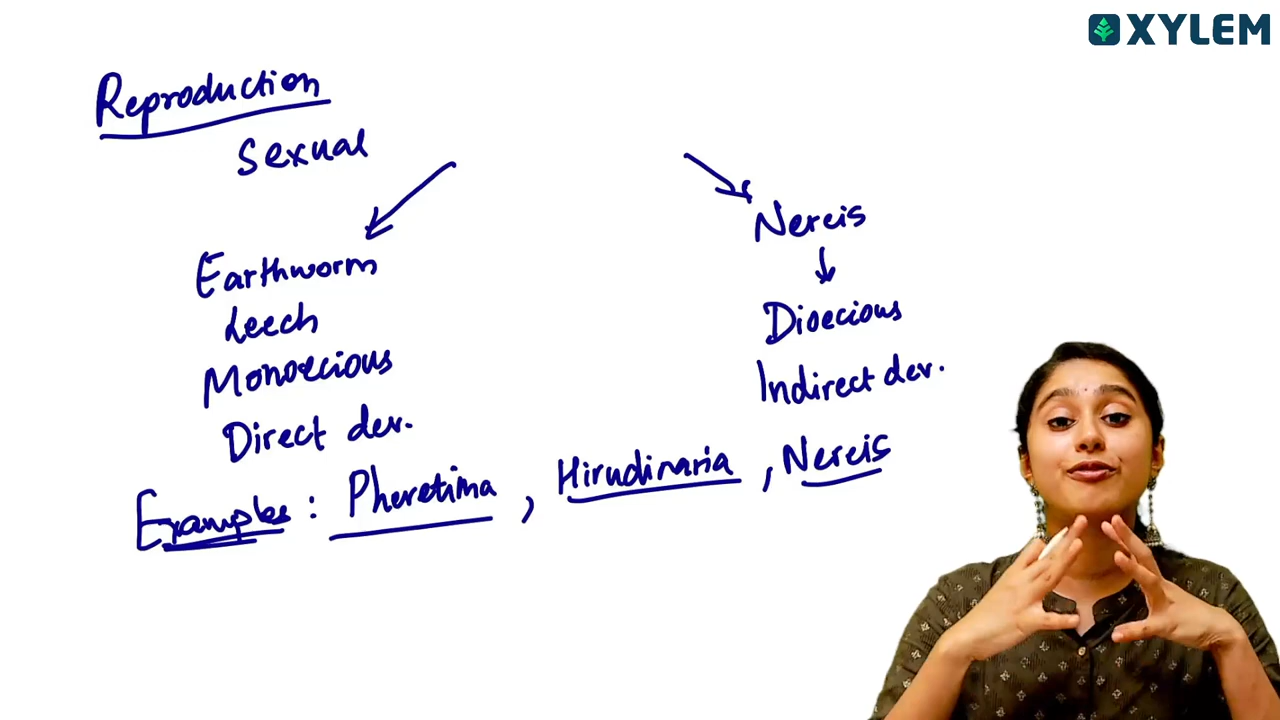 XYLEM
Reproduction
Sexual
Earthworm
Leech
Monoecious
Direct dev.
Nereis
Dioecious
Indirect dev.
Examples : Pheretima , Hirudinaria , Nereis